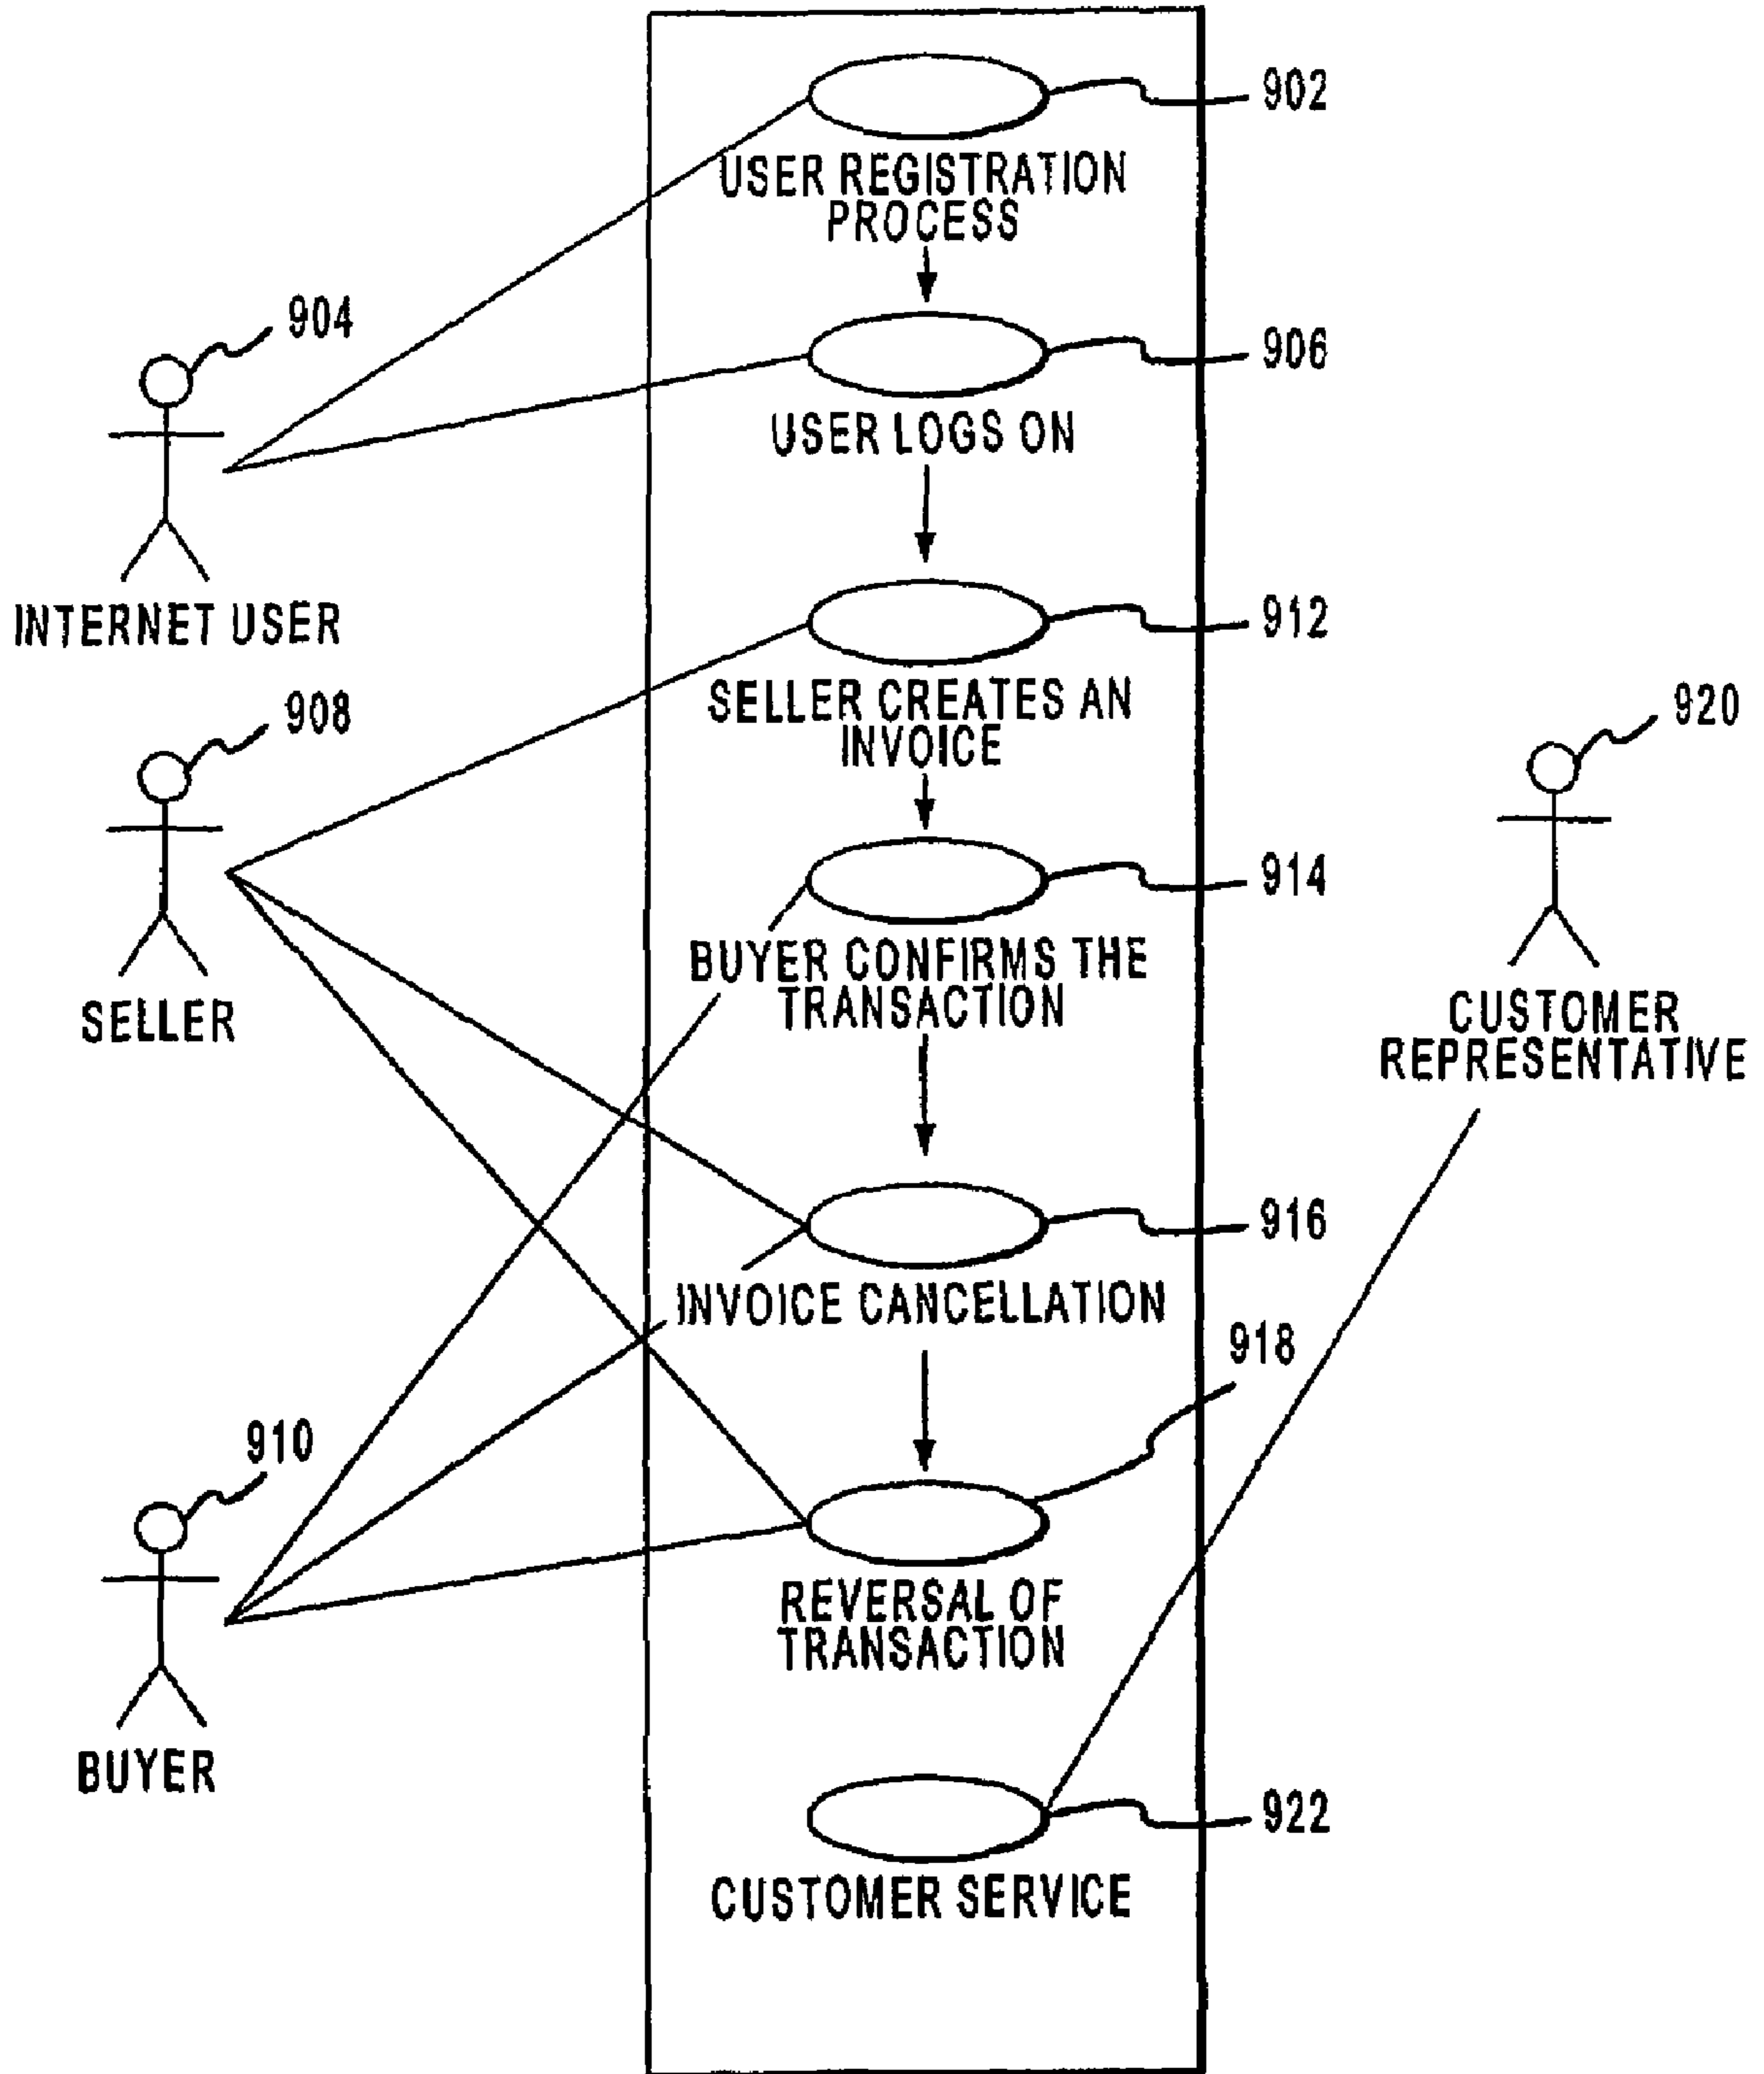 902
USER REGISTRATION
PROCESS
904
906
USER LOGS ON
INTERNET USER
912
SELLER CREATES AN
INVOICE
908
920
914
BUYER CONFIRMS THE
TRANSACTION
SELLER
CUSTOMER
REPRESENTATIVE
916
INVOICE CANCELLATION
918
910
REVERSAL OF
TRANSACTION
BUYER
922
CUSTOMER SERVICE